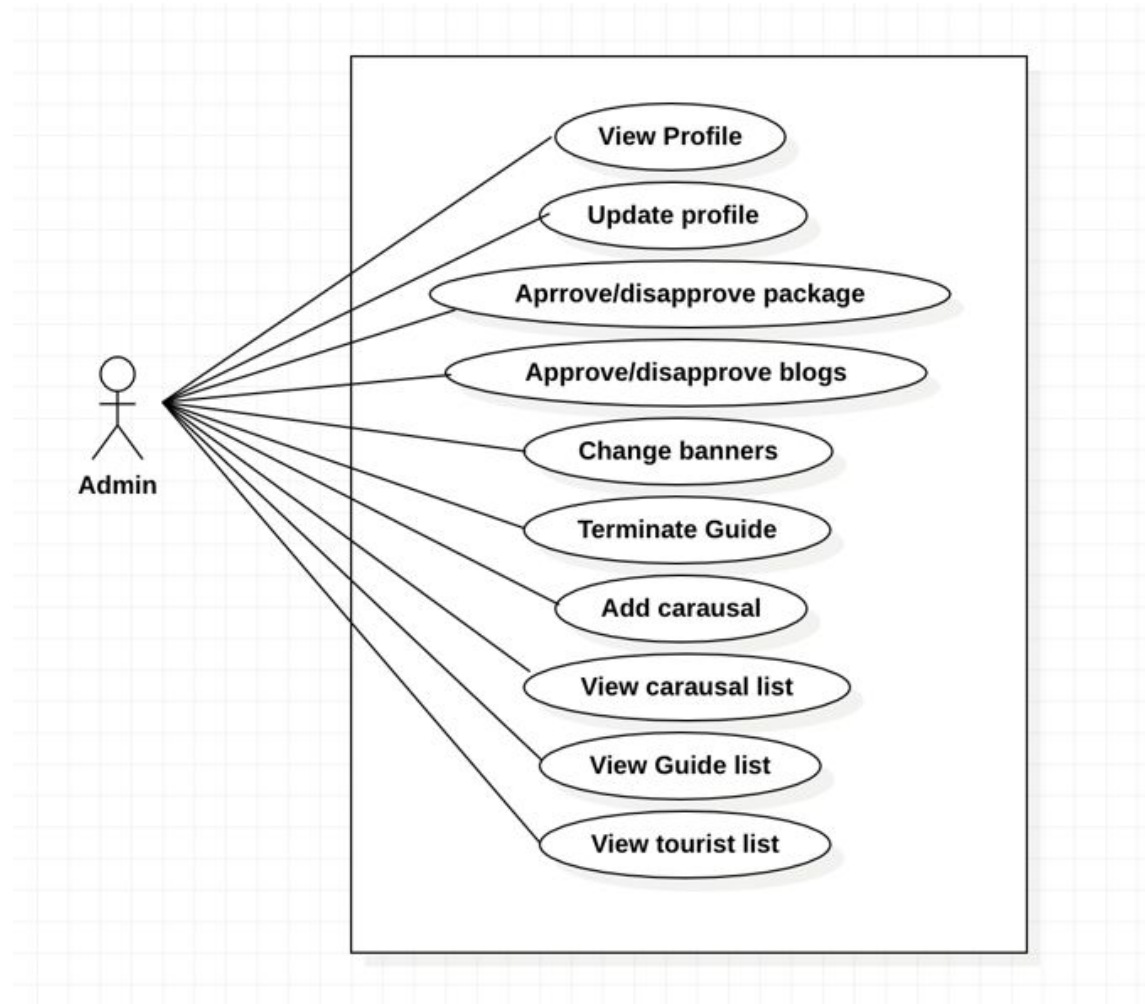 View Profile
Update profile
Aprrove/disapprove package
Approve/disapprove blogs
Change banners
Admin
Terminate Guide
Add carausal
View carausal list
View Guide list
View tourist list